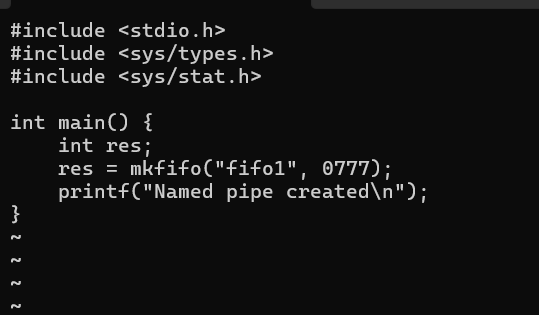 #include <stdio.h>
#include <sys/types.h>
#include <sys/stat.h>

int main() {
    int res;
    res = mkfifo("fifo1", 0777);
    printf("Named pipe created\n");
}
~
~
~
~